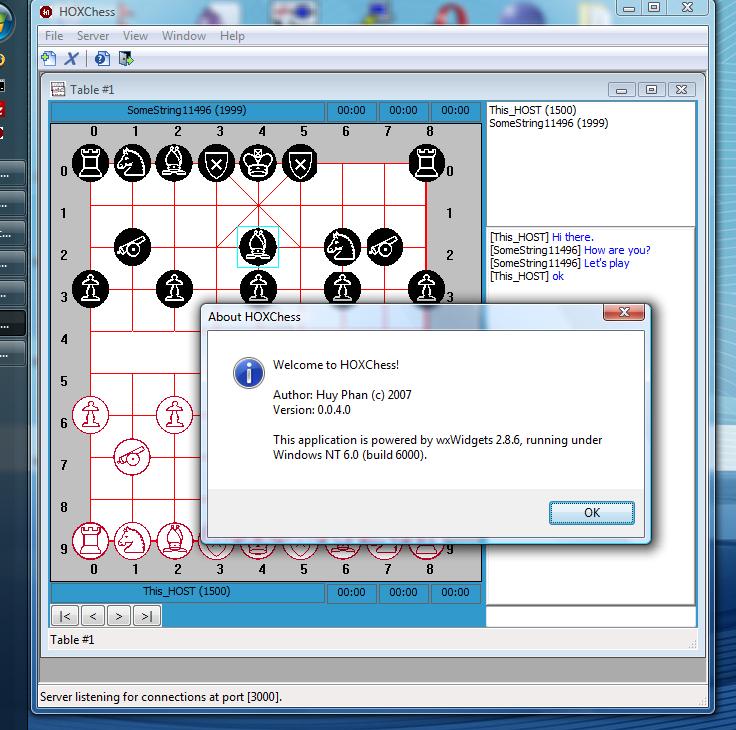 HOXChess
File Server View Window Help
Table #1
SomeString11496 (1999) 00:00 00:00 00:00
0 1 2 3 4 5 6 7 8
0 0
1 1
2 2
3 3
4
5
6
7
8
9 9
0 1 2 3 4 5 6 7 8
This_HOST (1500) 00:00 00:00 00:00
|< < > >|
Table #1
This_HOST (1500)
SomeString11496 (1999)
[This_HOST] Hi there.
[SomeString11496] How are you?
[SomeString11496] Let's play
[This_HOST] ok
About HOXChess
Welcome to HOXChess!
Author: Huy Phan (c) 2007
Version: 0.0.4.0
This application is powered by wxWidgets 2.8.6, running under
Windows NT 6.0 (build 6000).
OK
Server listening for connections at port [3000].